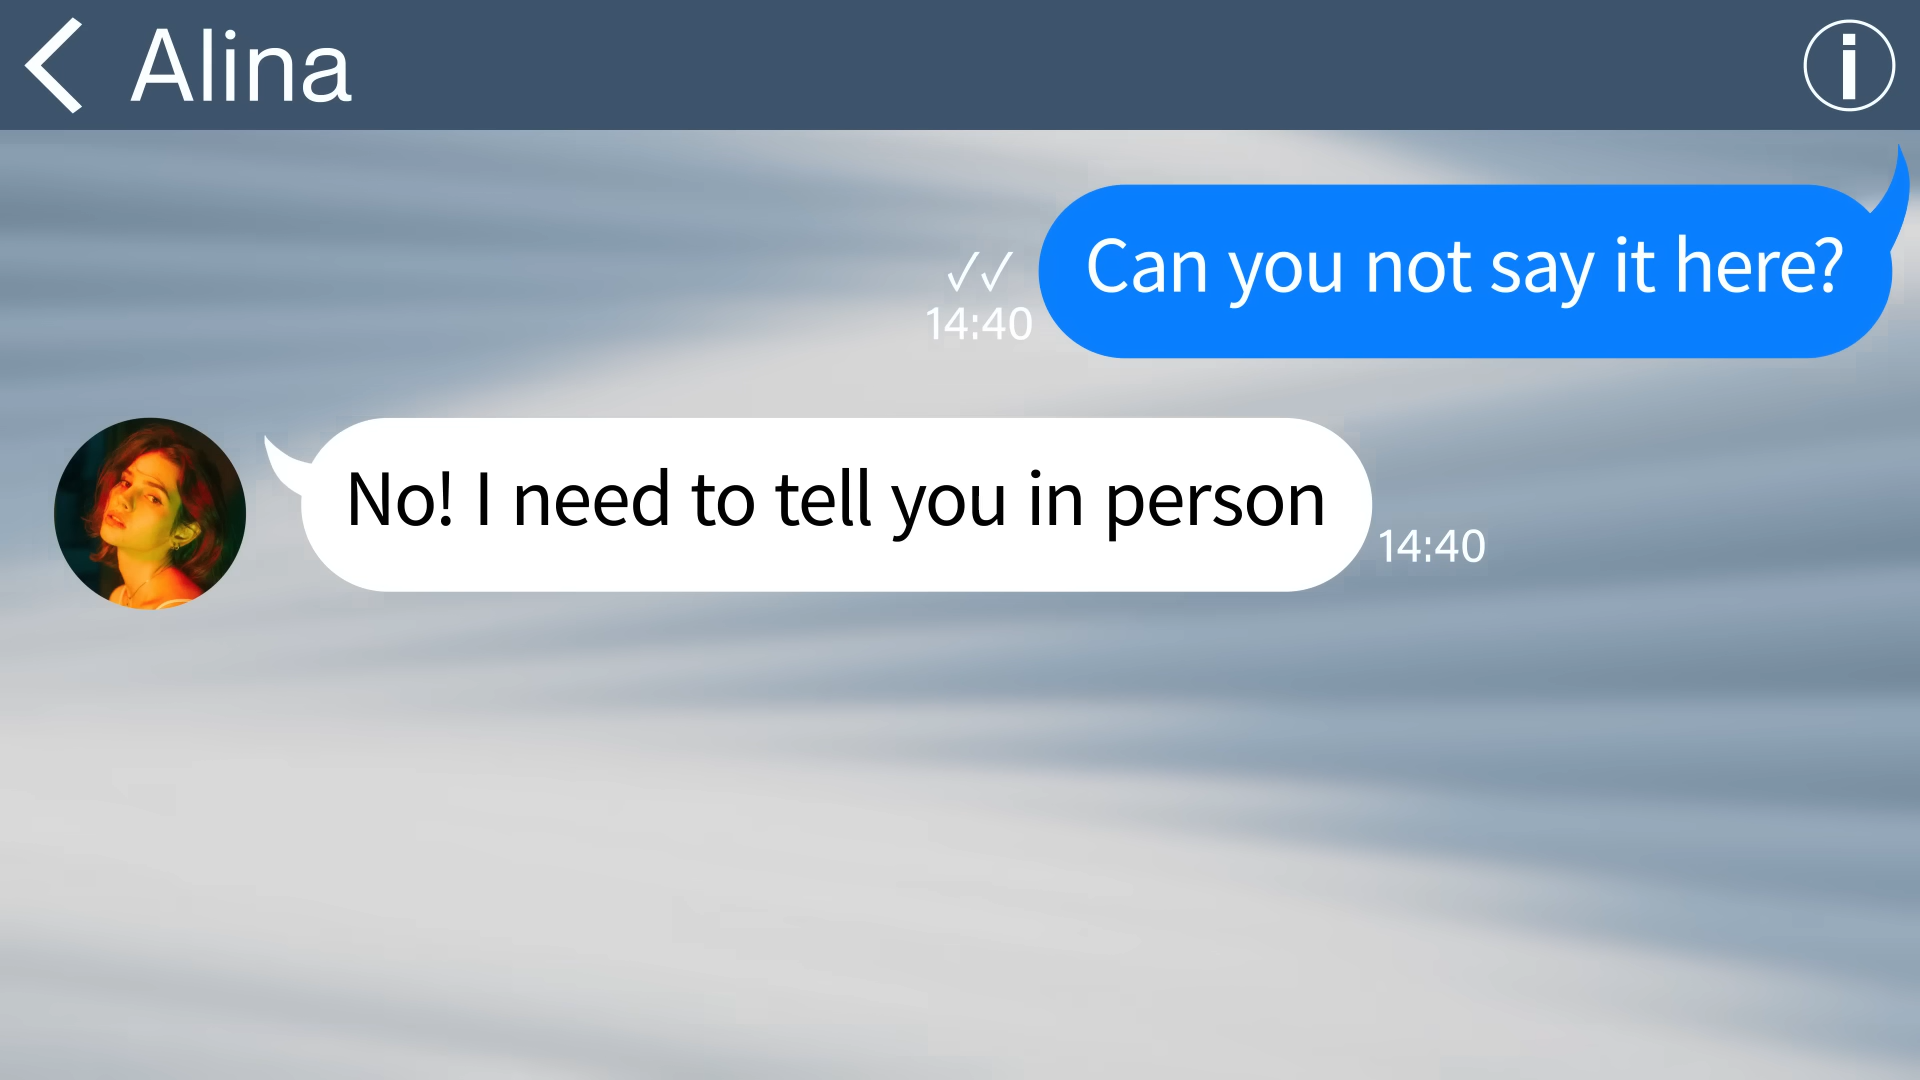 Alina
Can you not say it here?
14:40
No! I need to tell you in person
14:40